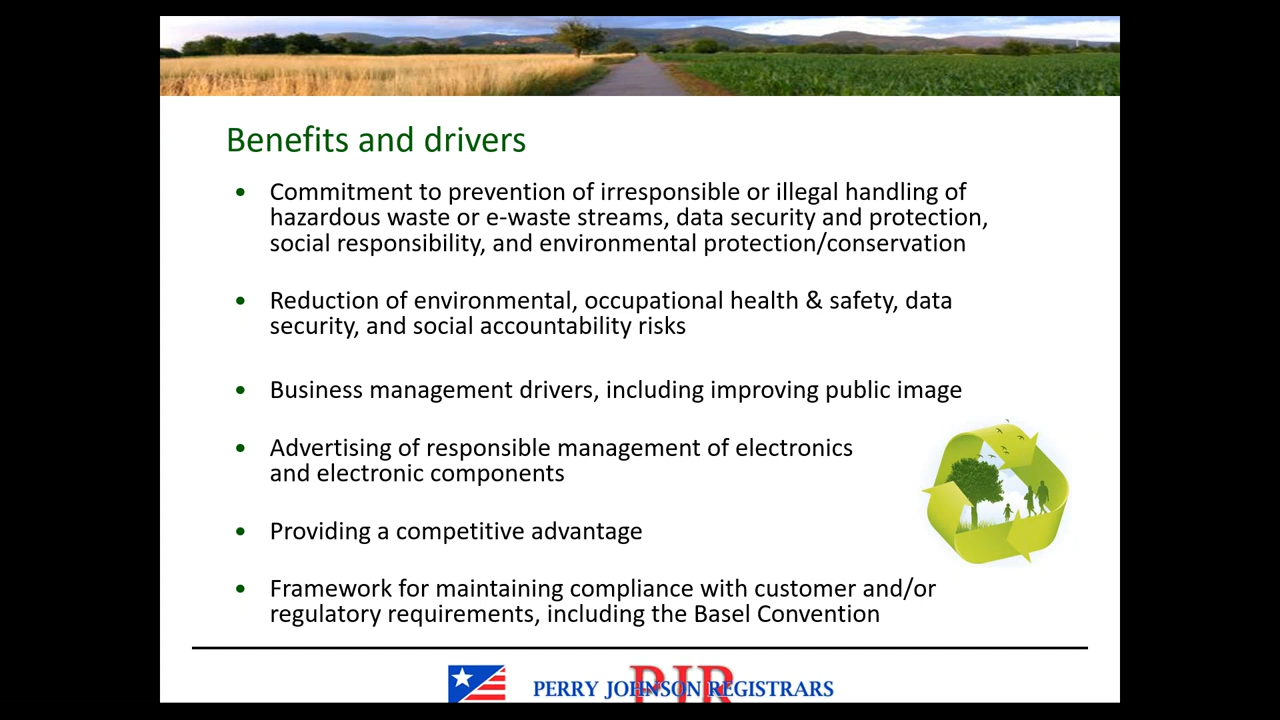 Benefits and drivers
• Commitment to prevention of irresponsible or illegal handling of
hazardous waste or e-waste streams, data security and protection,
social responsibility, and environmental protection/conservation
• Reduction of environmental, occupational health & safety, data
security, and social accountability risks
• Business management drivers, including improving public image
• Advertising of responsible management of electronics
and electronic components
• Providing a competitive advantage
• Framework for maintaining compliance with customer and/or
regulatory requirements, including the Basel Convention
PJR
PERRY JOHNSON REGISTRARS